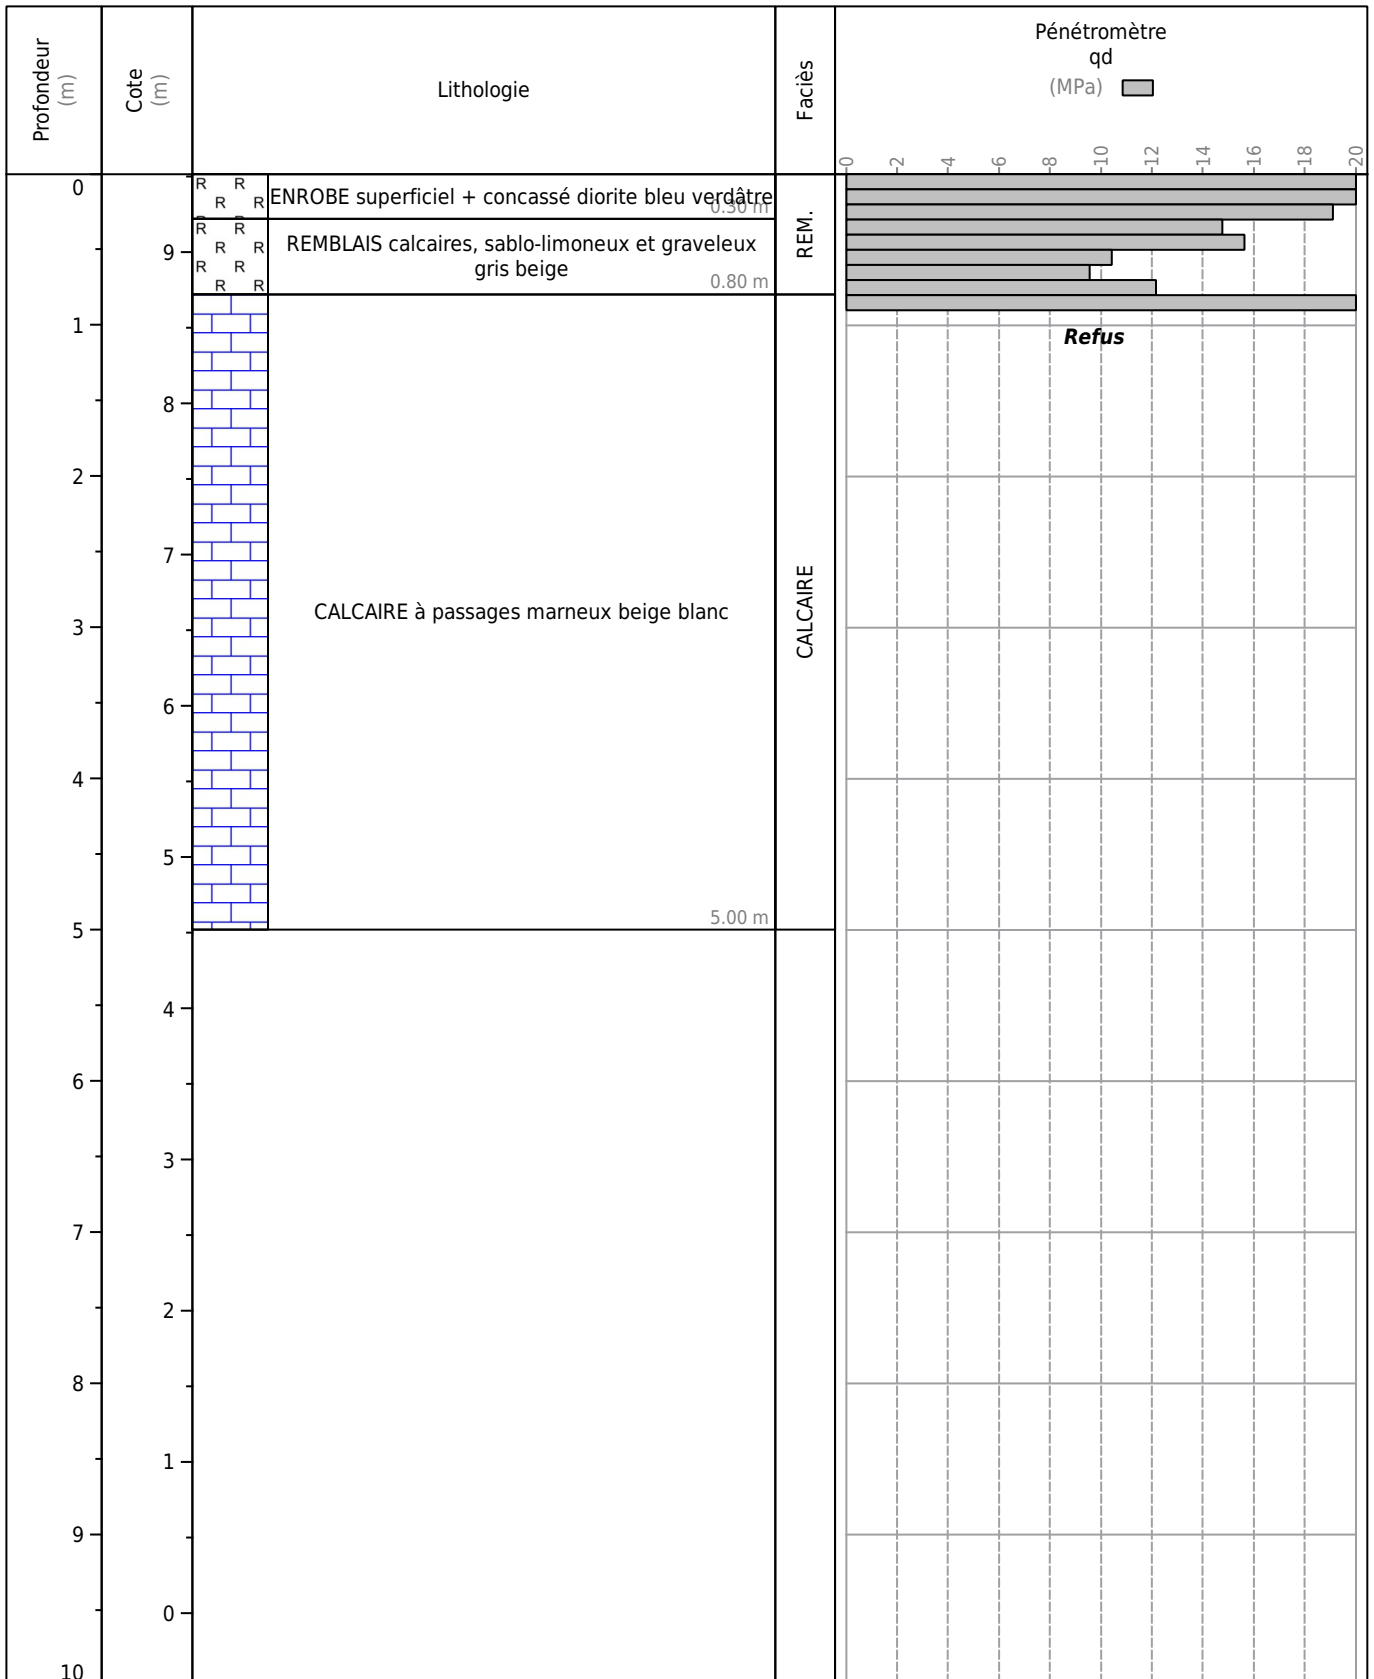 Profondeur
(m)
Cote
(m)
Lithologie
Faciès
Pénétromètre
qd
(MPa)
0 2 4 6 8 10 12 14 16 18 20
0
R R
R R
ENROBE superficiel + concassé diorite bleu verdâtre
0.30 m
REM.
R R
R R
R R
R R
9
REMBLAIS calcaires, sablo-limoneux et graveleux
gris beige
0.80 m
1
Refus
8
2
7
CALCAIRE à passages marneux beige blanc
CALCAIRE
3
6
4
5
5.00 m
5
4
6
3
7
2
8
1
9
0
10